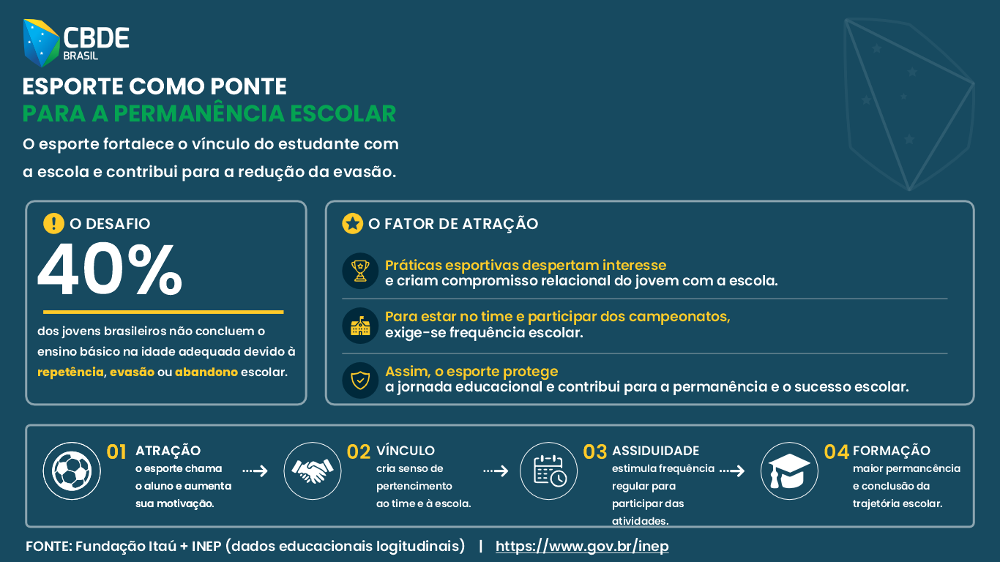 CBDE
BRASIL
ESPORTE COMO PONTE
PARA A PERMANÊNCIA ESCOLAR
O esporte fortalece o vínculo do estudante com
a escola e contribui para a redução da evasão.
! O DESAFIO
40%
dos jovens brasileiros não concluem o
ensino básico na idade adequada devido à
repetência, evasão ou abandono escolar.
O FATOR DE ATRAÇÃO
Práticas esportivas despertam interesse
e criam compromisso relacional do jovem com a escola.
Para estar no time e participar dos campeonatos,
exige-se frequência escolar.
Assim, o esporte protege
a jornada educacional e contribui para a permanência e o sucesso escolar.
01 ATRAÇÃO
o esporte chama
o aluno e aumenta
sua motivação.
02 VÍNCULO
cria senso de
pertencimento
ao time e à escola.
03 ASSIDUIDADE
estimula frequência
regular para
participar das
atividades.
04 FORMAÇÃO
maior permancência
e conclusão da
trajetória escolar.
FONTE: Fundação Itaú + INEP (dados educacionais logitudinais) | https://www.gov.br/inep